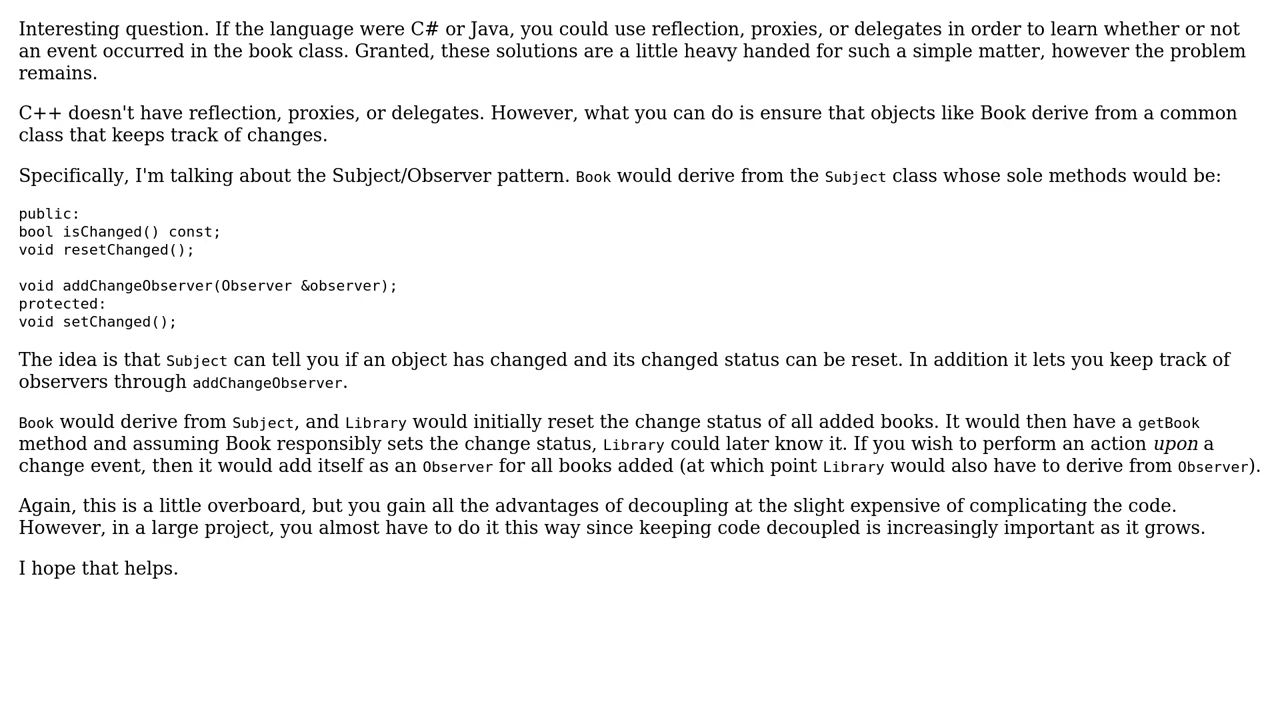 Interesting question. If the language were C# or Java, you could use reflection, proxies, or delegates in order to learn whether or not
an event occurred in the book class. Granted, these solutions are a little heavy handed for such a simple matter, however the problem
remains.
C++ doesn't have reflection, proxies, or delegates. However, what you can do is ensure that objects like Book derive from a common
class that keeps track of changes.
Specifically, I'm talking about the Subject/Observer pattern. Book would derive from the Subject class whose sole methods would be:
public:
bool isChanged() const;
void resetChanged();
void addChangeObserver(Observer &observer);
protected:
void setChanged();
The idea is that Subject can tell you if an object has changed and its changed status can be reset. In addition it lets you keep track of
observers through addChangeObserver.
Book would derive from Subject, and Library would initially reset the change status of all added books. It would then have a getBook
method and assuming Book responsibly sets the change status, Library could later know it. If you wish to perform an action upon a
change event, then it would add itself as an Observer for all books added (at which point Library would also have to derive from Observer).
Again, this is a little overboard, but you gain all the advantages of decoupling at the slight expensive of complicating the code.
However, in a large project, you almost have to do it this way since keeping code decoupled is increasingly important as it grows.
I hope that helps.